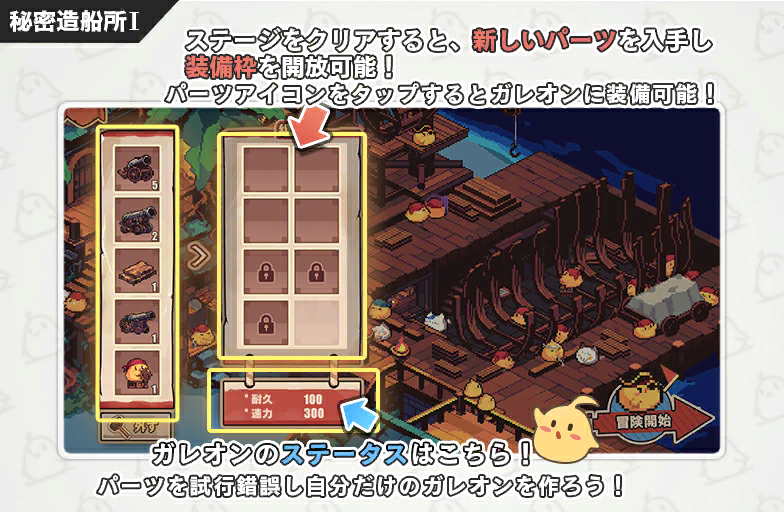 秘密造船所I
ステージをクリアすると、新しいパーツを入手し
装備枠を開放可能！
パーツアイコンをタップするとガレオンに装備可能！
5
2
1
1
1
外す
耐久 100
速力 300
冒険開始
ガレオンのステータスはこちら！
パーツを試行錯誤し自分だけのガレオンを作ろう！